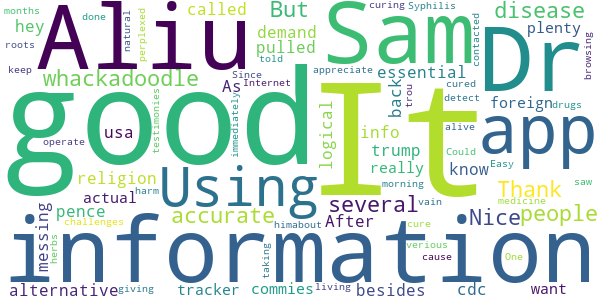 good
It
information
Aliu
Sam
Dr
app
Using
But
hey
called
demand
pulled
disease
plenty
whackadoodle
As
essential
foreign
back
trou
logical
info
trump
really
know
drugs
usa
religion
actual
pence
accurate
several
After
Nice
people
Thank
messing
herbs
challenges
alternative
giving
tracker
commies
taking
living
besides
cdc
want
himabout
harm
vain
cure
cause
verious
medicine
One
Could
Easy
saw
morning
alive
detect
cured
appreciate
contacted
browsing
Syphilis
curing
told
Internet
Since
immediately
testimonies
natural
perplexed
done
months
roots
keep
operate